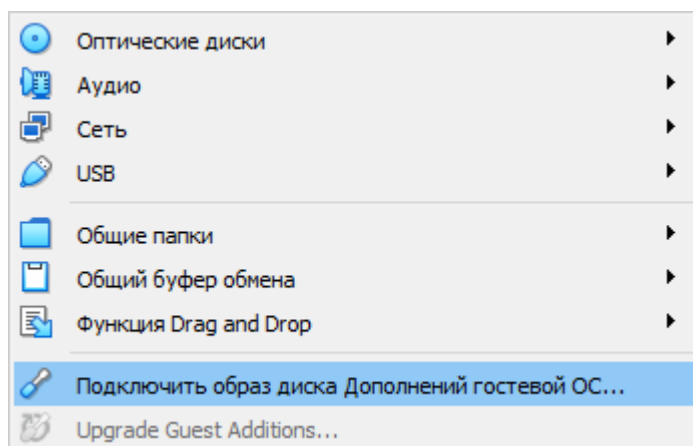 Оптические диски
Аудио
Сеть
USB
Общие папки
Общий буфер обмена
Функция Drag and Drop
Подключить образ диска Дополнений гостевой ОС...
Upgrade Guest Additions...